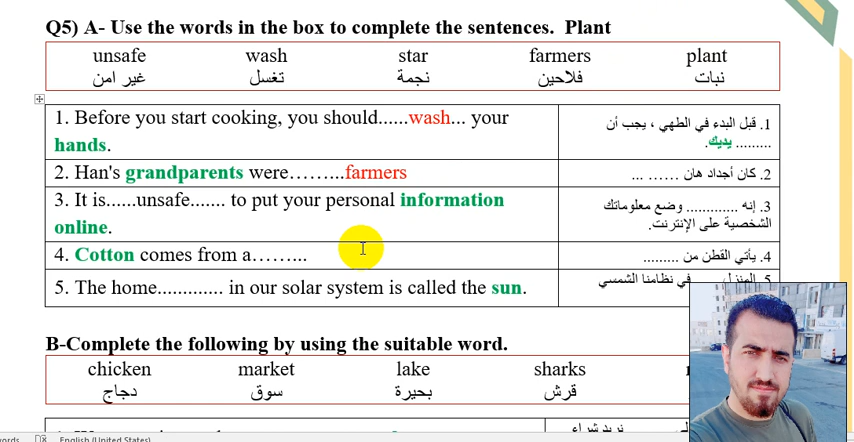 Q5) A- Use the words in the box to complete the sentences. Plant
unsafe wash star farmers plant
غير امن تغسل نجمة فلاحين نبات
1. Before you start cooking, you should......wash... your
hands.
1. قبل البدء في الطهي ، يجب أن
......... يديك.
2. Han's grandparents were………..farmers
2. كان أجداد هان ...... ...
3. It is......unsafe....... to put your personal information
online.
3. إنه ............. وضع معلوماتك
الشخصية على الإنترنت.
4. Cotton comes from a……...
4. يأتي القطن من .........
5. The home............. in our solar system is called the sun.
5. المنزل في نظامنا الشمسي
B-Complete the following by using the suitable word.
chicken market lake sharks
دجاج سوق بحيرة قرش
نريد شراء
English (United States)